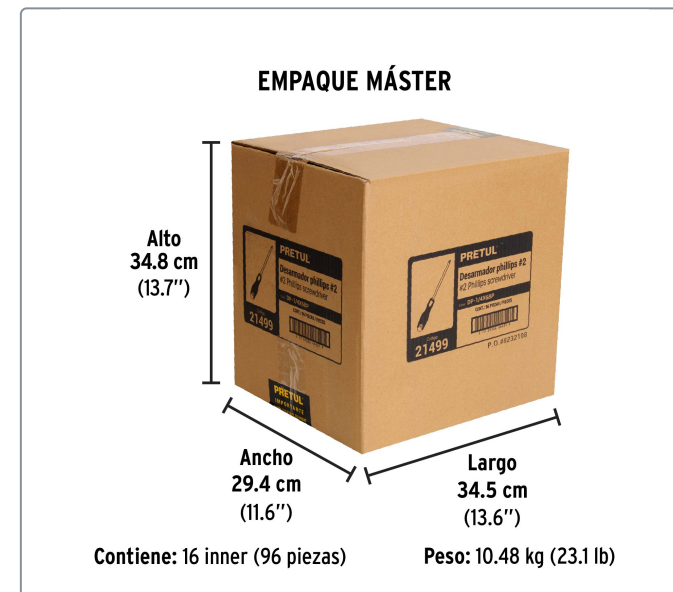 EMPAQUE MÁSTER
Alto
34.8 cm
(13.7”)
PRETUL
Desarmador phillips #2
#2 Phillips screwdriver
21499
PRETUL
IMPORTANTE
PRETUL
Desarmador phillips #2
#2 Phillips screwdriver
21499
Ancho
29.4 cm
(11.6”)
Largo
34.5 cm
(13.6”)
Contiene: 16 inner (96 piezas)
Peso: 10.48 kg (23.1 lb)